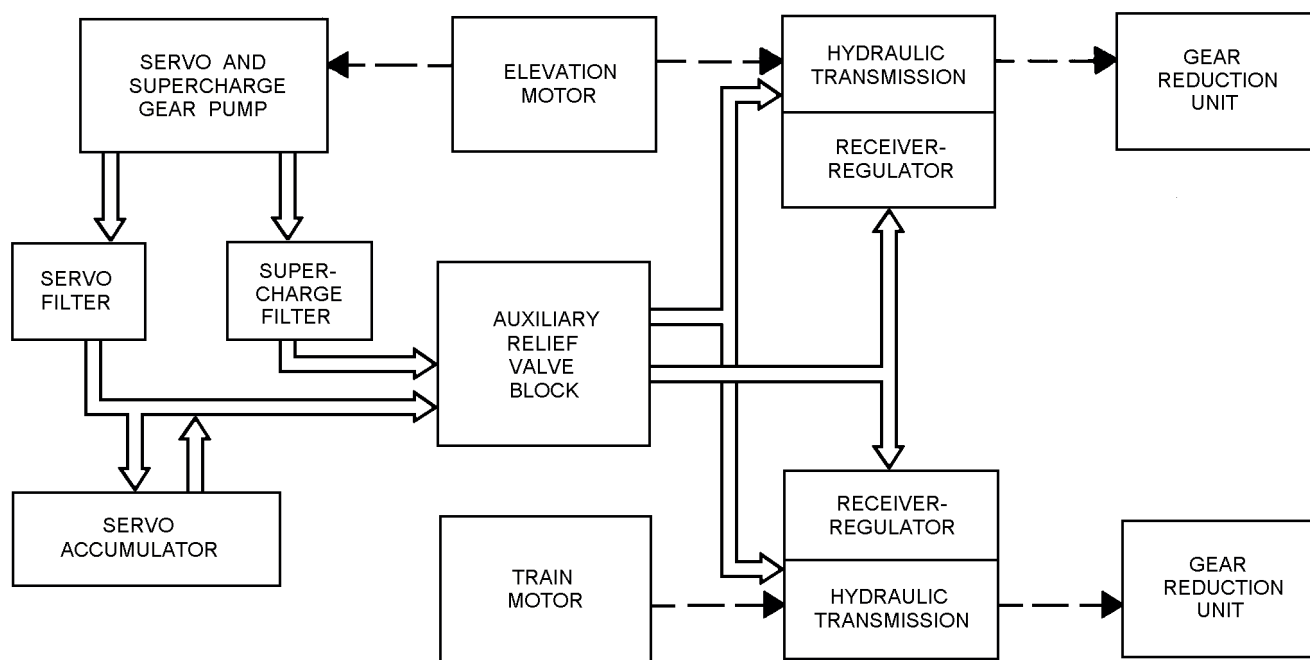 SERVO AND
SUPERCHARGE
GEAR PUMP
ELEVATION
MOTOR
HYDRAULIC
TRANSMISSION
RECEIVER-
REGULATOR
GEAR
REDUCTION
UNIT
SERVO
FILTER
SUPER-
CHARGE
FILTER
AUXILIARY
RELIEF
VALVE
BLOCK
SERVO
ACCUMULATOR
TRAIN
MOTOR
RECEIVER-
REGULATOR
HYDRAULIC
TRANSMISSION
GEAR
REDUCTION
UNIT